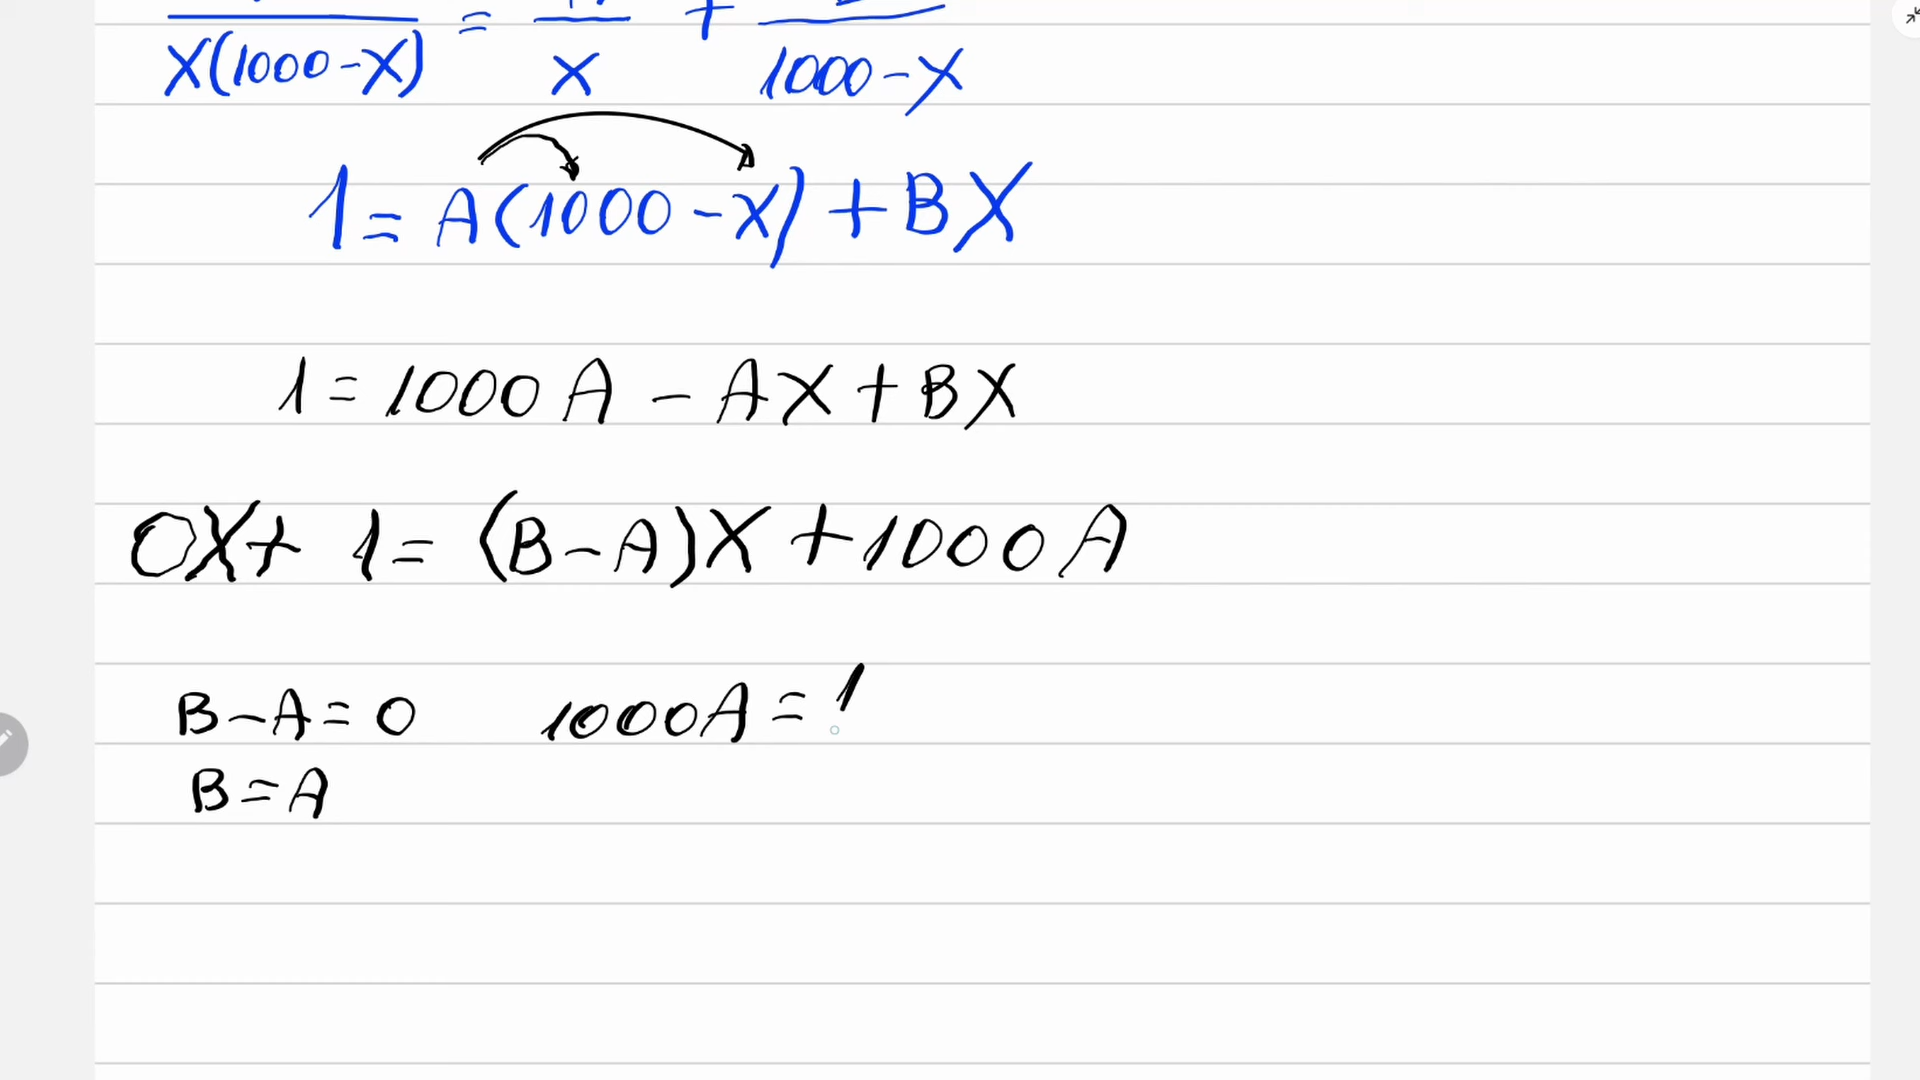 X(1000-X) = X + 1000-X
1 = A(1000-X) + BX
1 = 1000A - AX + BX
0X + 1 = (B-A)X + 1000A
B-A = 0 1000A = 1
B = A